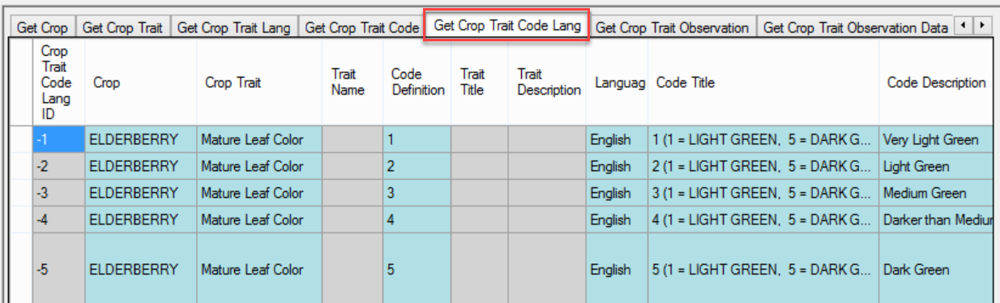 Get Crop Get Crop Trait Get Crop Trait Lang Get Crop Trait Code Get Crop Trait Code Lang Get Crop Trait Observation Get Crop Trait Observation Data
Crop Trait Code Lang ID Crop Crop Trait Trait Name Code Definition Trait Title Trait Description Languag Code Title Code Description
-1 ELDERBERRY Mature Leaf Color 1 English 1 (1 = LIGHT GREEN, 5 = DARK G... Very Light Green
-2 ELDERBERRY Mature Leaf Color 2 English 2 (1 = LIGHT GREEN, 5 = DARK G... Light Green
-3 ELDERBERRY Mature Leaf Color 3 English 3 (1 = LIGHT GREEN, 5 = DARK G... Medium Green
-4 ELDERBERRY Mature Leaf Color 4 English 4 (1 = LIGHT GREEN, 5 = DARK G... Darker than Mediur
-5 ELDERBERRY Mature Leaf Color 5 English 5 (1 = LIGHT GREEN, 5 = DARK G... Dark Green